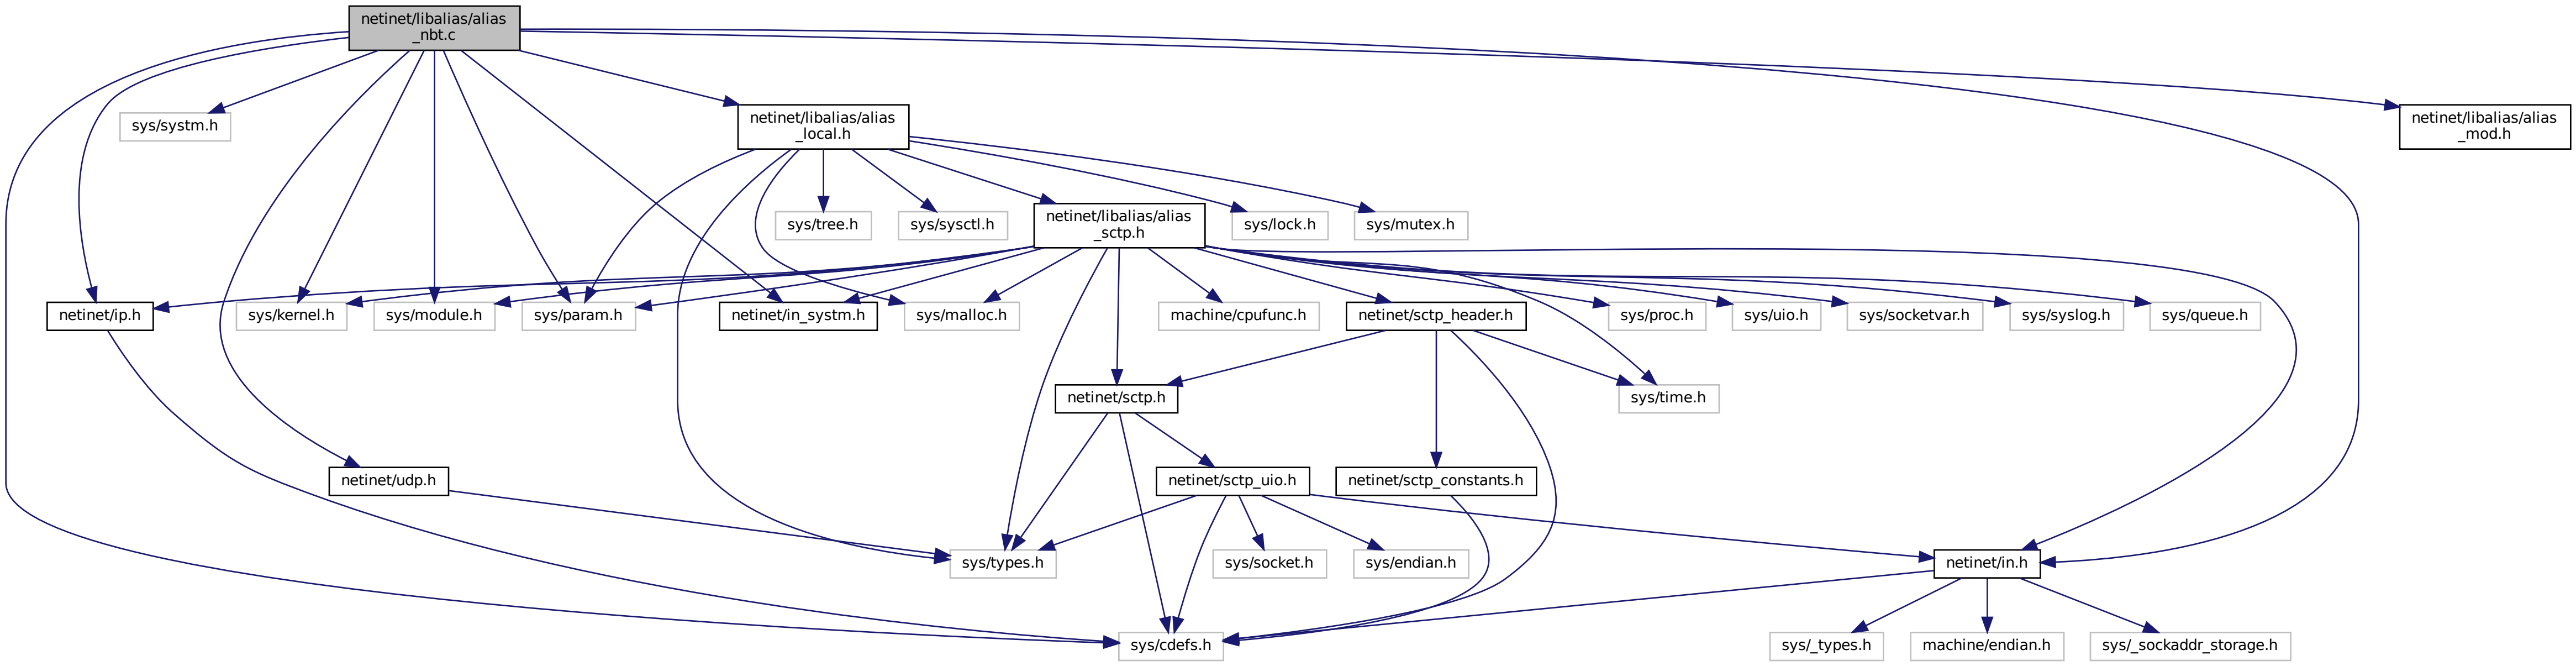 netinet/libalias/alias
_nbt.c
sys/systm.h
netinet/libalias/alias
_local.h
netinet/libalias/alias
_mod.h
sys/tree.h
sys/sysctl.h
netinet/libalias/alias
_sctp.h
sys/lock.h
sys/mutex.h
netinet/ip.h
sys/kernel.h
sys/module.h
sys/param.h
netinet/in_systm.h
sys/malloc.h
machine/cpufunc.h
netinet/sctp_header.h
sys/proc.h
sys/uio.h
sys/socketvar.h
sys/syslog.h
sys/queue.h
netinet/sctp.h
sys/time.h
netinet/udp.h
netinet/sctp_uio.h
netinet/sctp_constants.h
sys/types.h
sys/socket.h
sys/endian.h
netinet/in.h
sys/cdefs.h
sys/_types.h
machine/endian.h
sys/_sockaddr_storage.h